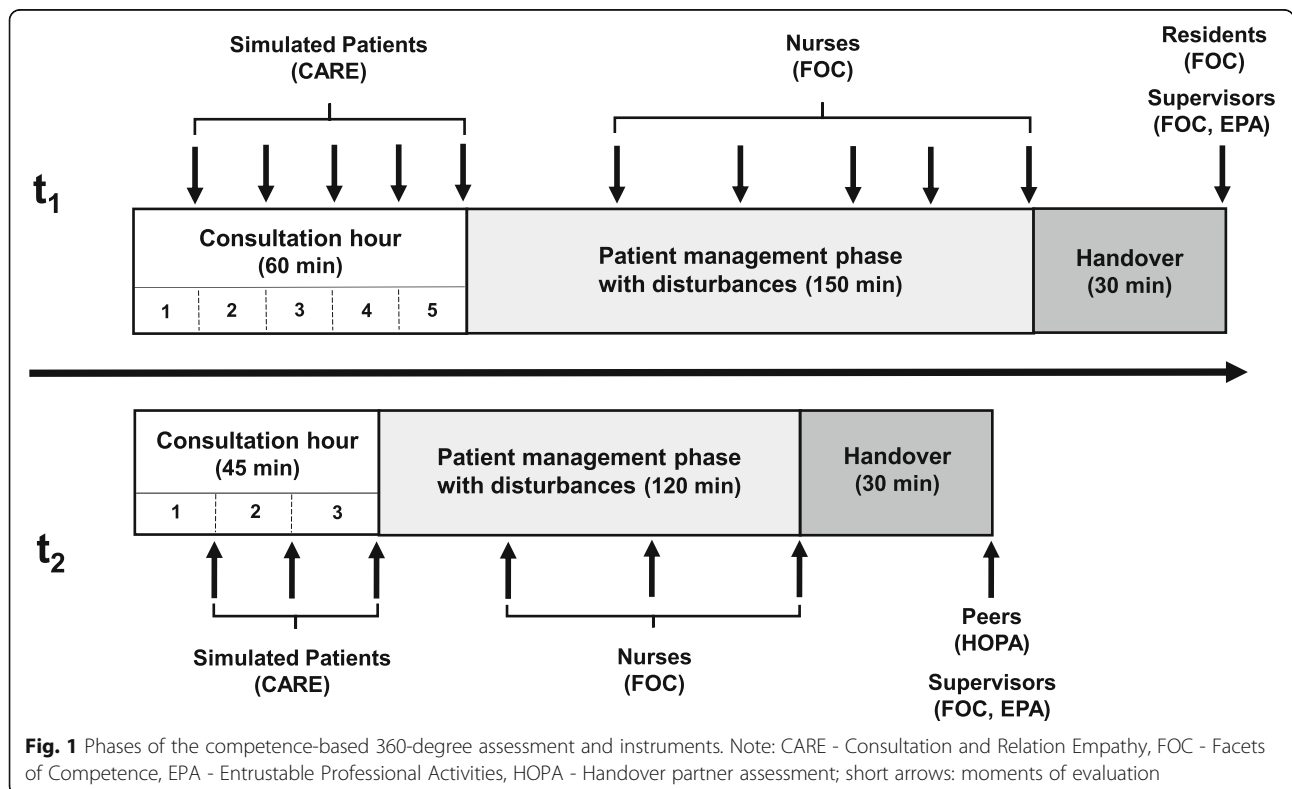 Simulated Patients
(CARE)
Nurses
(FOC)
Residents
(FOC)
Supervisors
(FOC, EPA)
t1
Consultation hour
(60 min)
1 2 3 4 5
Patient management phase
with disturbances (150 min)
Handover
(30 min)
t2
Consultation hour
(45 min)
1 2 3
Patient management phase
with disturbances (120 min)
Handover
(30 min)
Simulated Patients
(CARE)
Nurses
(FOC)
Peers
(HOPA)
Supervisors
(FOC, EPA)
Fig. 1 Phases of the competence-based 360-degree assessment and instruments. Note: CARE - Consultation and Relation Empathy, FOC - Facets
of Competence, EPA - Entrustable Professional Activities, HOPA - Handover partner assessment; short arrows: moments of evaluation